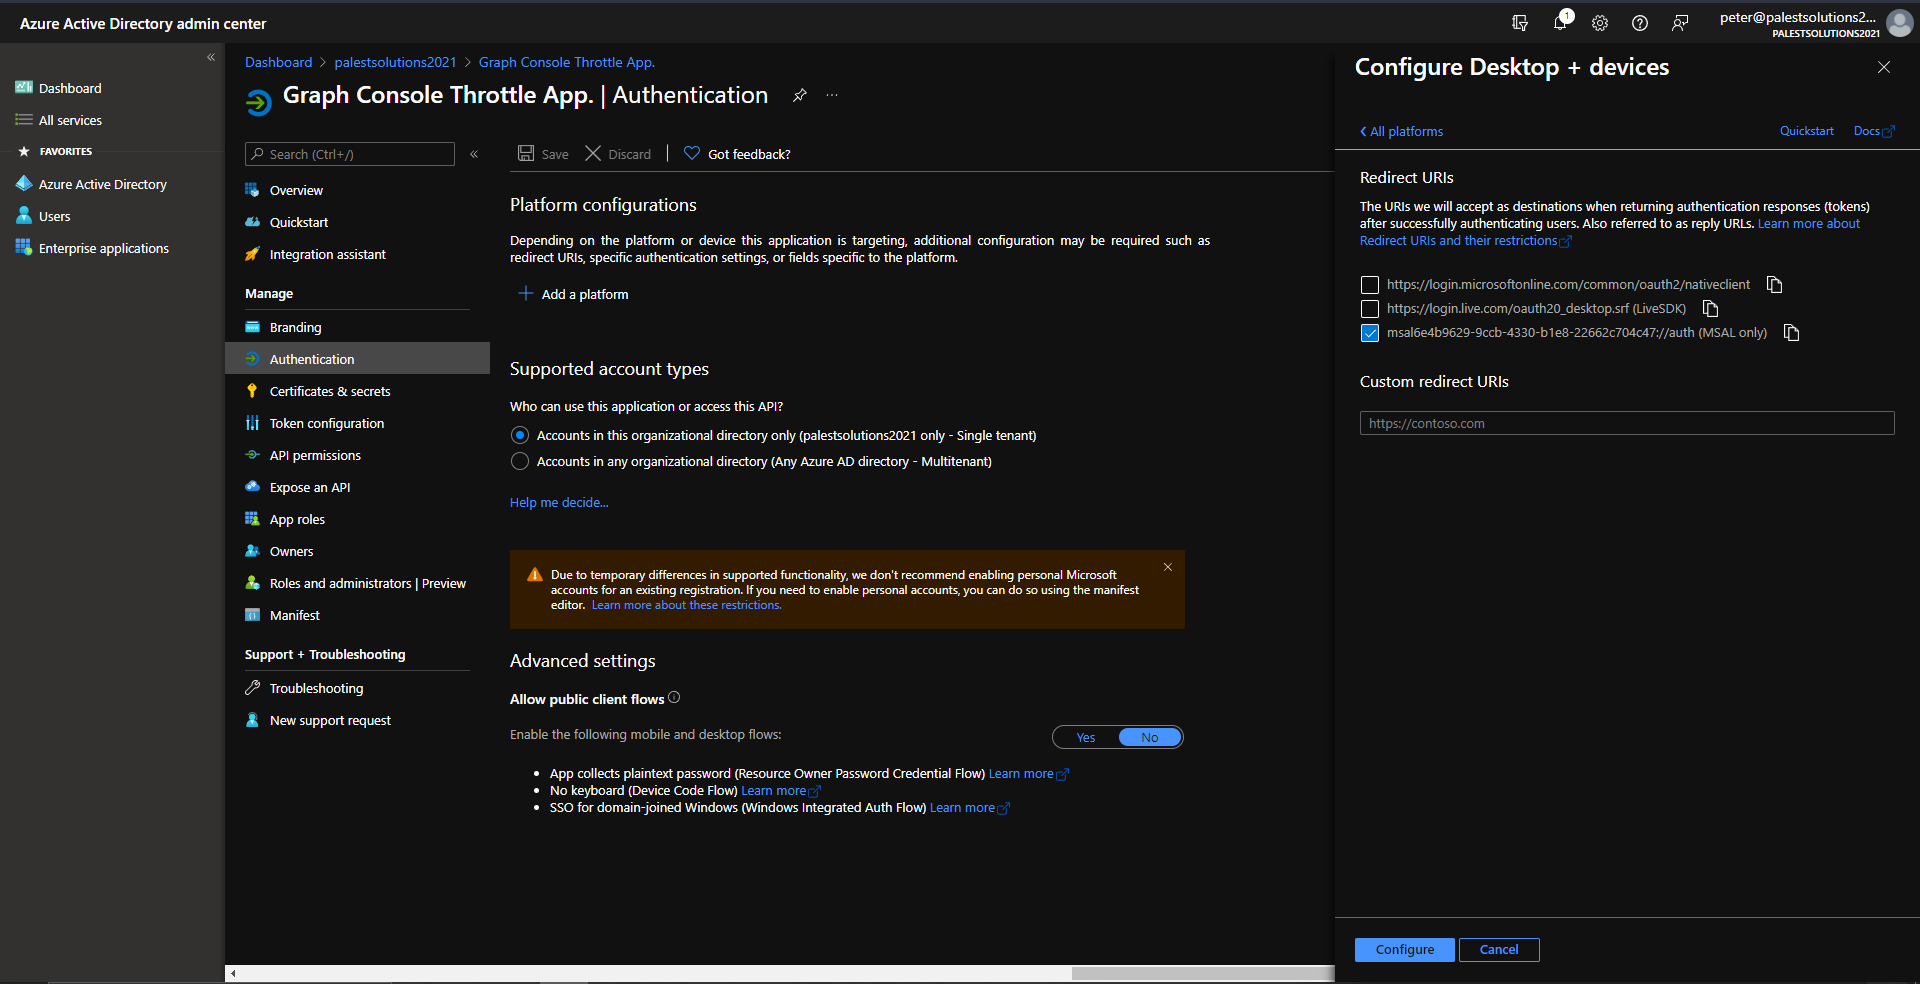 Azure Active Directory admin center
1
peter@palestsolutions2...
PALESTSOLUTIONS2021
Dashboard
All services
FAVORITES
Azure Active Directory
Users
Enterprise applications
Dashboard > palestsolutions2021 > Graph Console Throttle App.
Graph Console Throttle App. | Authentication
Search (Ctrl+/)
Overview
Quickstart
Integration assistant
Manage
Branding
Authentication
Certificates & secrets
Token configuration
API permissions
Expose an API
App roles
Owners
Roles and administrators | Preview
Manifest
Support + Troubleshooting
Troubleshooting
New support request
Save Discard Got feedback?
Platform configurations
Depending on the platform or device this application is targeting, additional configuration may be required such as
redirect URIs, specific authentication settings, or fields specific to the platform.
Add a platform
Supported account types
Who can use this application or access this API?
Accounts in this organizational directory only (palestsolutions2021 only - Single tenant)
Accounts in any organizational directory (Any Azure AD directory - Multitenant)
Help me decide...
Due to temporary differences in supported functionality, we don't recommend enabling personal Microsoft
accounts for an existing registration. If you need to enable personal accounts, you can do so using the manifest
editor. Learn more about these restrictions.
Advanced settings
Allow public client flows
Enable the following mobile and desktop flows:
Yes No
• App collects plaintext password (Resource Owner Password Credential Flow) Learn more
• No keyboard (Device Code Flow) Learn more
• SSO for domain-joined Windows (Windows Integrated Auth Flow) Learn more
Configure Desktop + devices
All platforms
Quickstart Docs
Redirect URIs
The URIs we will accept as destinations when returning authentication responses (tokens)
after successfully authenticating users. Also referred to as reply URLs. Learn more about
Redirect URIs and their restrictions
https://login.microsoftonline.com/common/oauth2/nativeclient
https://login.live.com/oauth20_desktop.srf (LiveSDK)
msal6e4b9629-9ccb-4330-b1e8-22662c704c47://auth (MSAL only)
Custom redirect URIs
https://contoso.com
Configure Cancel